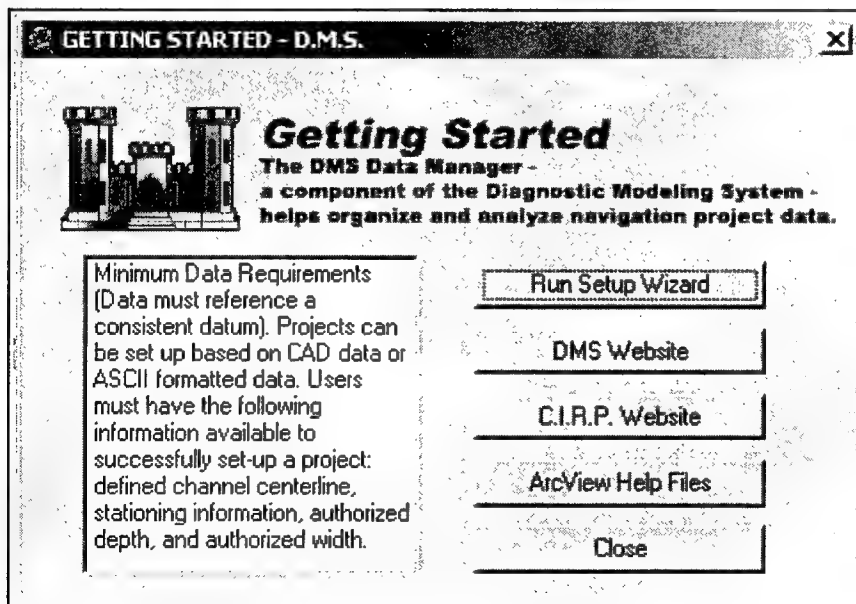 GETTING STARTED - D.M.S.
Getting Started
The DMS Data Manager -
a component of the Diagnostic Modeling System -
helps organize and analyze navigation project data.
Minimum Data Requirements
(Data must reference a
consistent datum). Projects can
be set up based on CAD data or
ASCII formatted data. Users
must have the following
information available to
successfully set-up a project:
defined channel centerline,
stationing information, authorized
depth, and authorized width.
Run Setup Wizard
DMS Website
C.I.R.P. Website
ArcView Help Files
Close